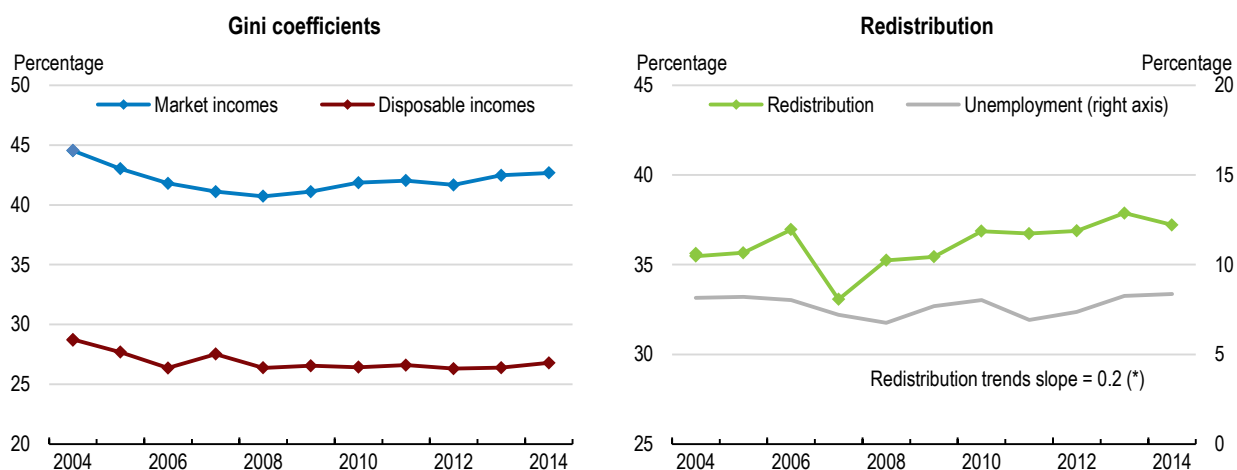 Gini coefficients
Percentage
50
Market incomes
Disposable incomes
45
40
35
30
25
20
2004 2006 2008 2010 2012 2014
Redistribution
Percentage Percentage
45 20
Redistribution
Unemployment (right axis)
40 15
35 10
30 5
Redistribution trends slope = 0.2 (*)
25 0
2004 2006 2008 2010 2012 2014